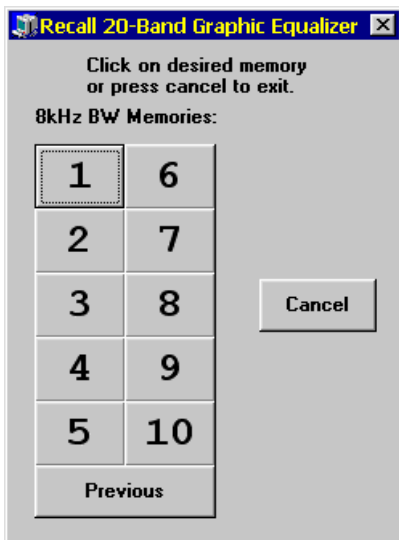 Recall 20-Band Graphic Equalizer
Click on desired memory
or press cancel to exit.
8kHz BW Memories:
1 6
2 7
3 8
Cancel
4 9
5 10
Previous